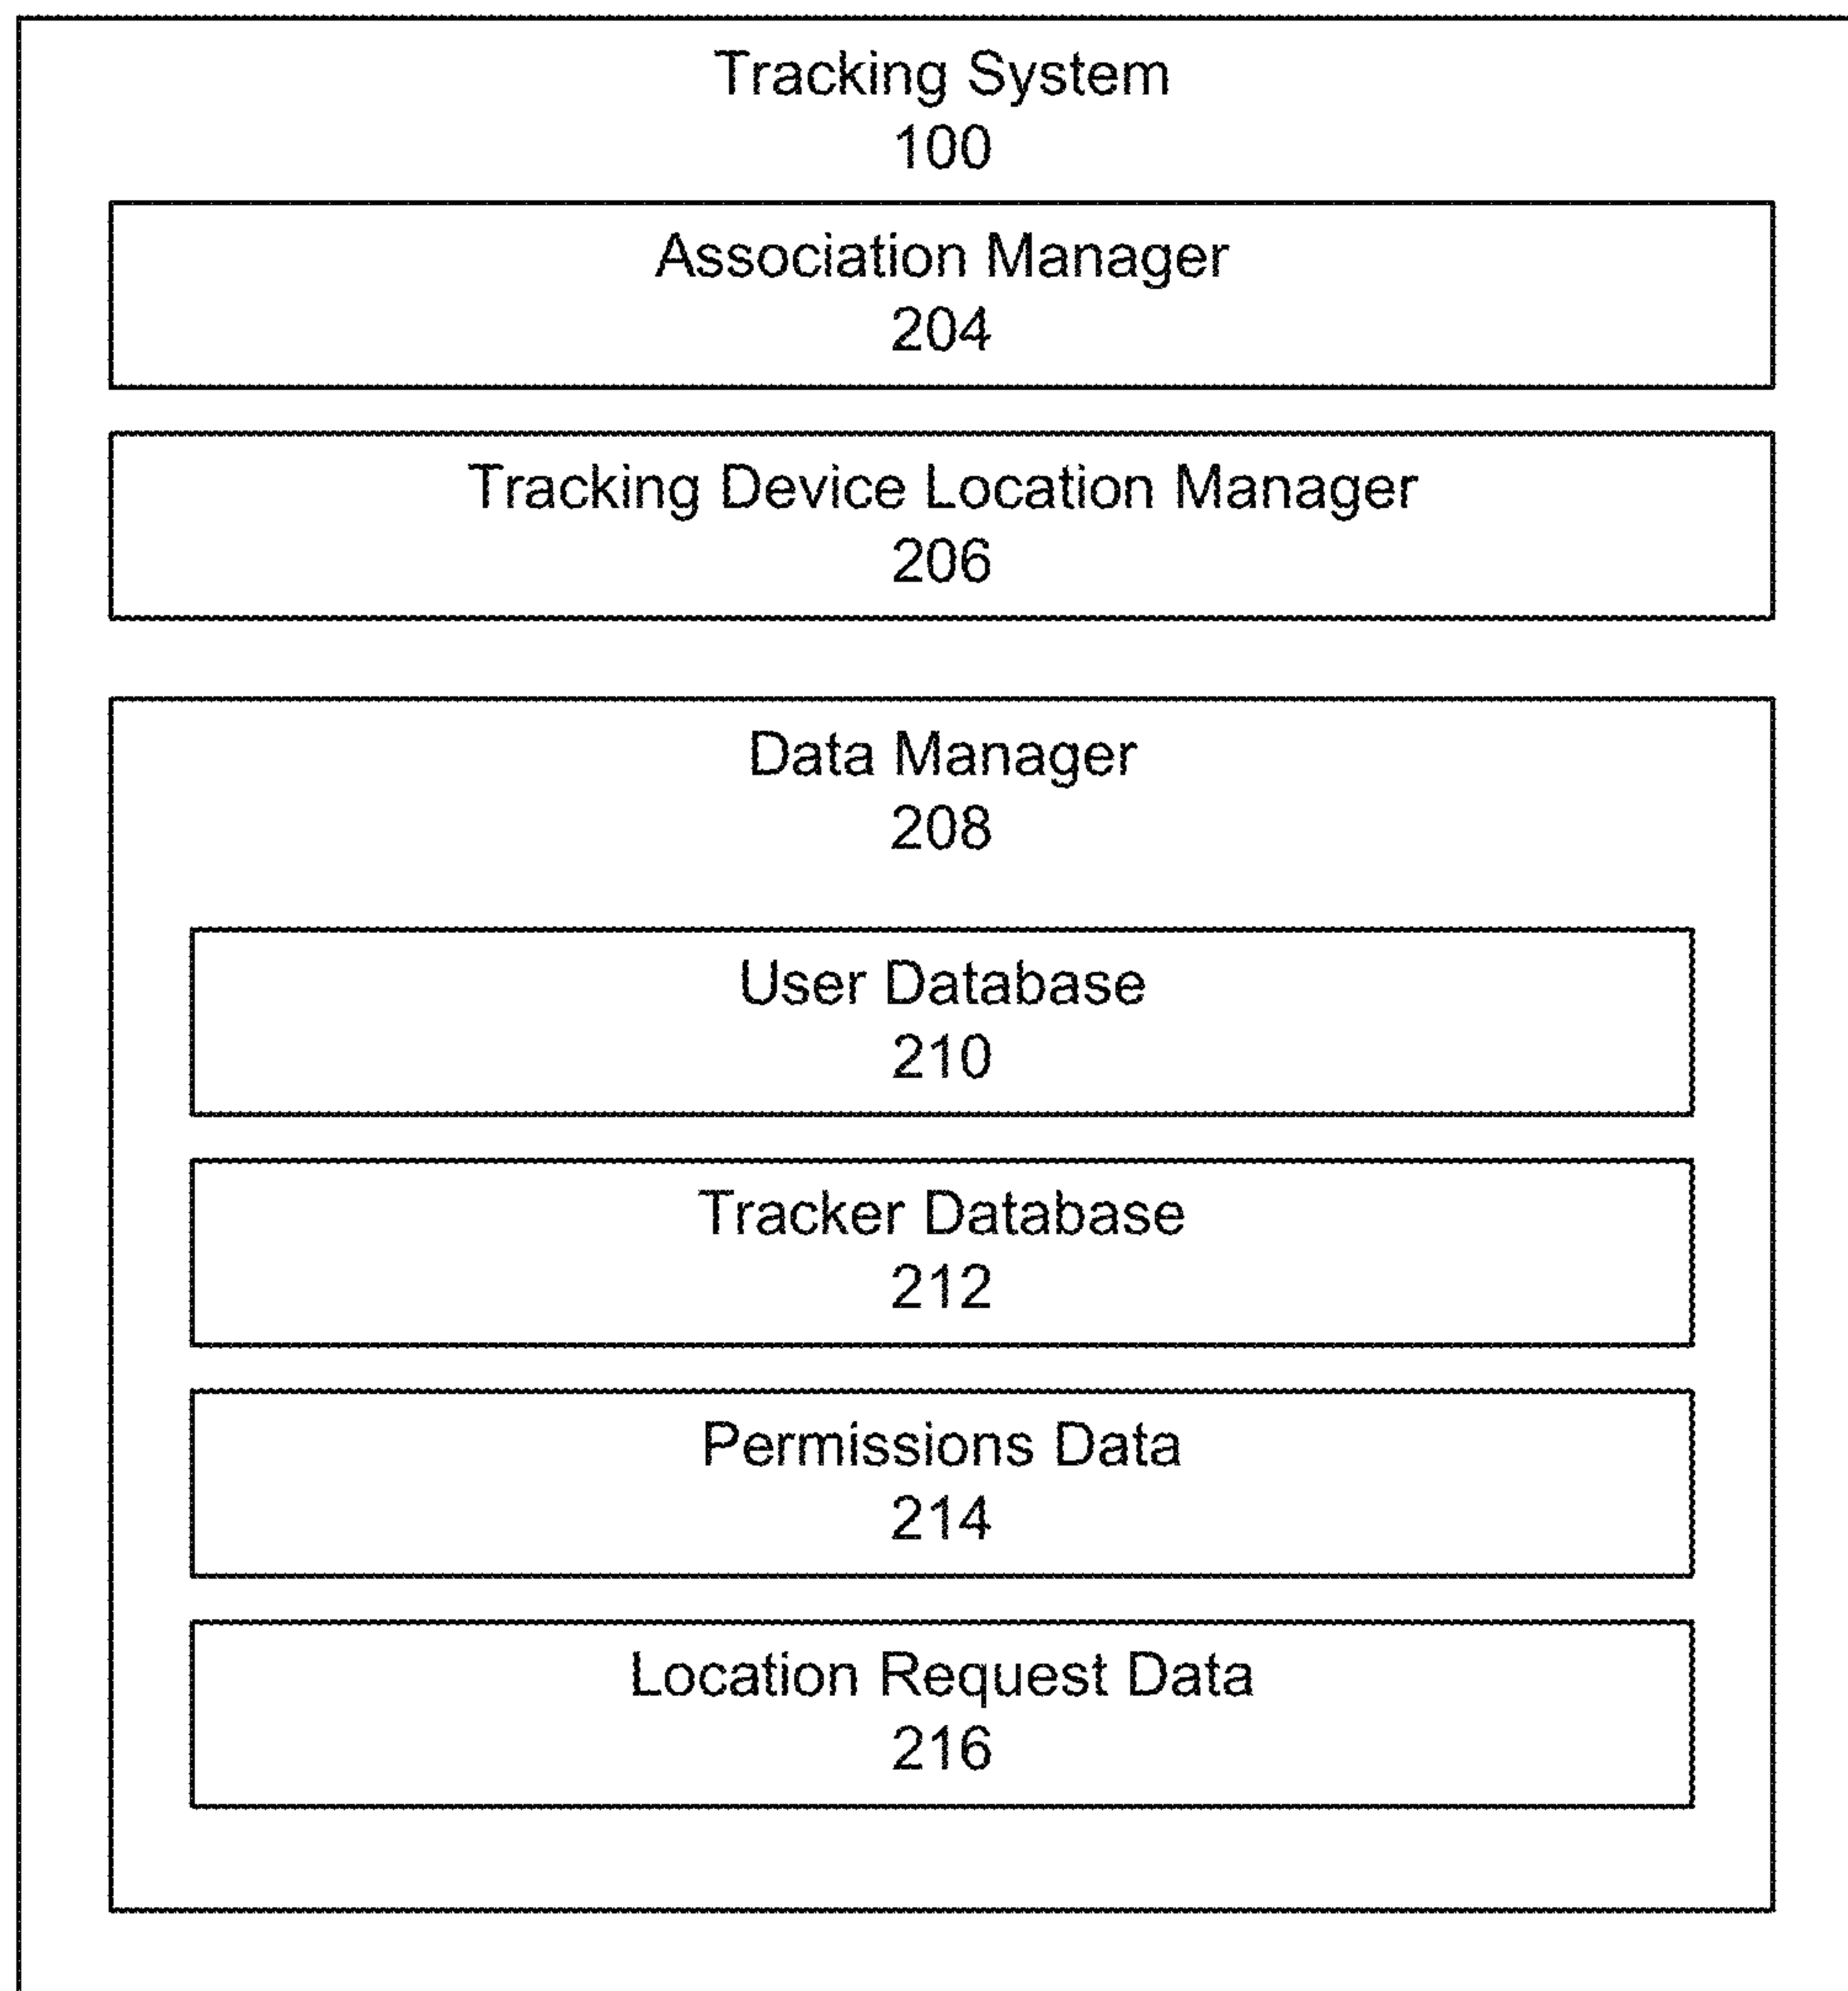 Tracking System
100
Association Manager
204
Tracking Device Location Manager
206
Data Manager
208
User Database
210
Tracker Database
212
Permissions Data
214
Location Request Data
216